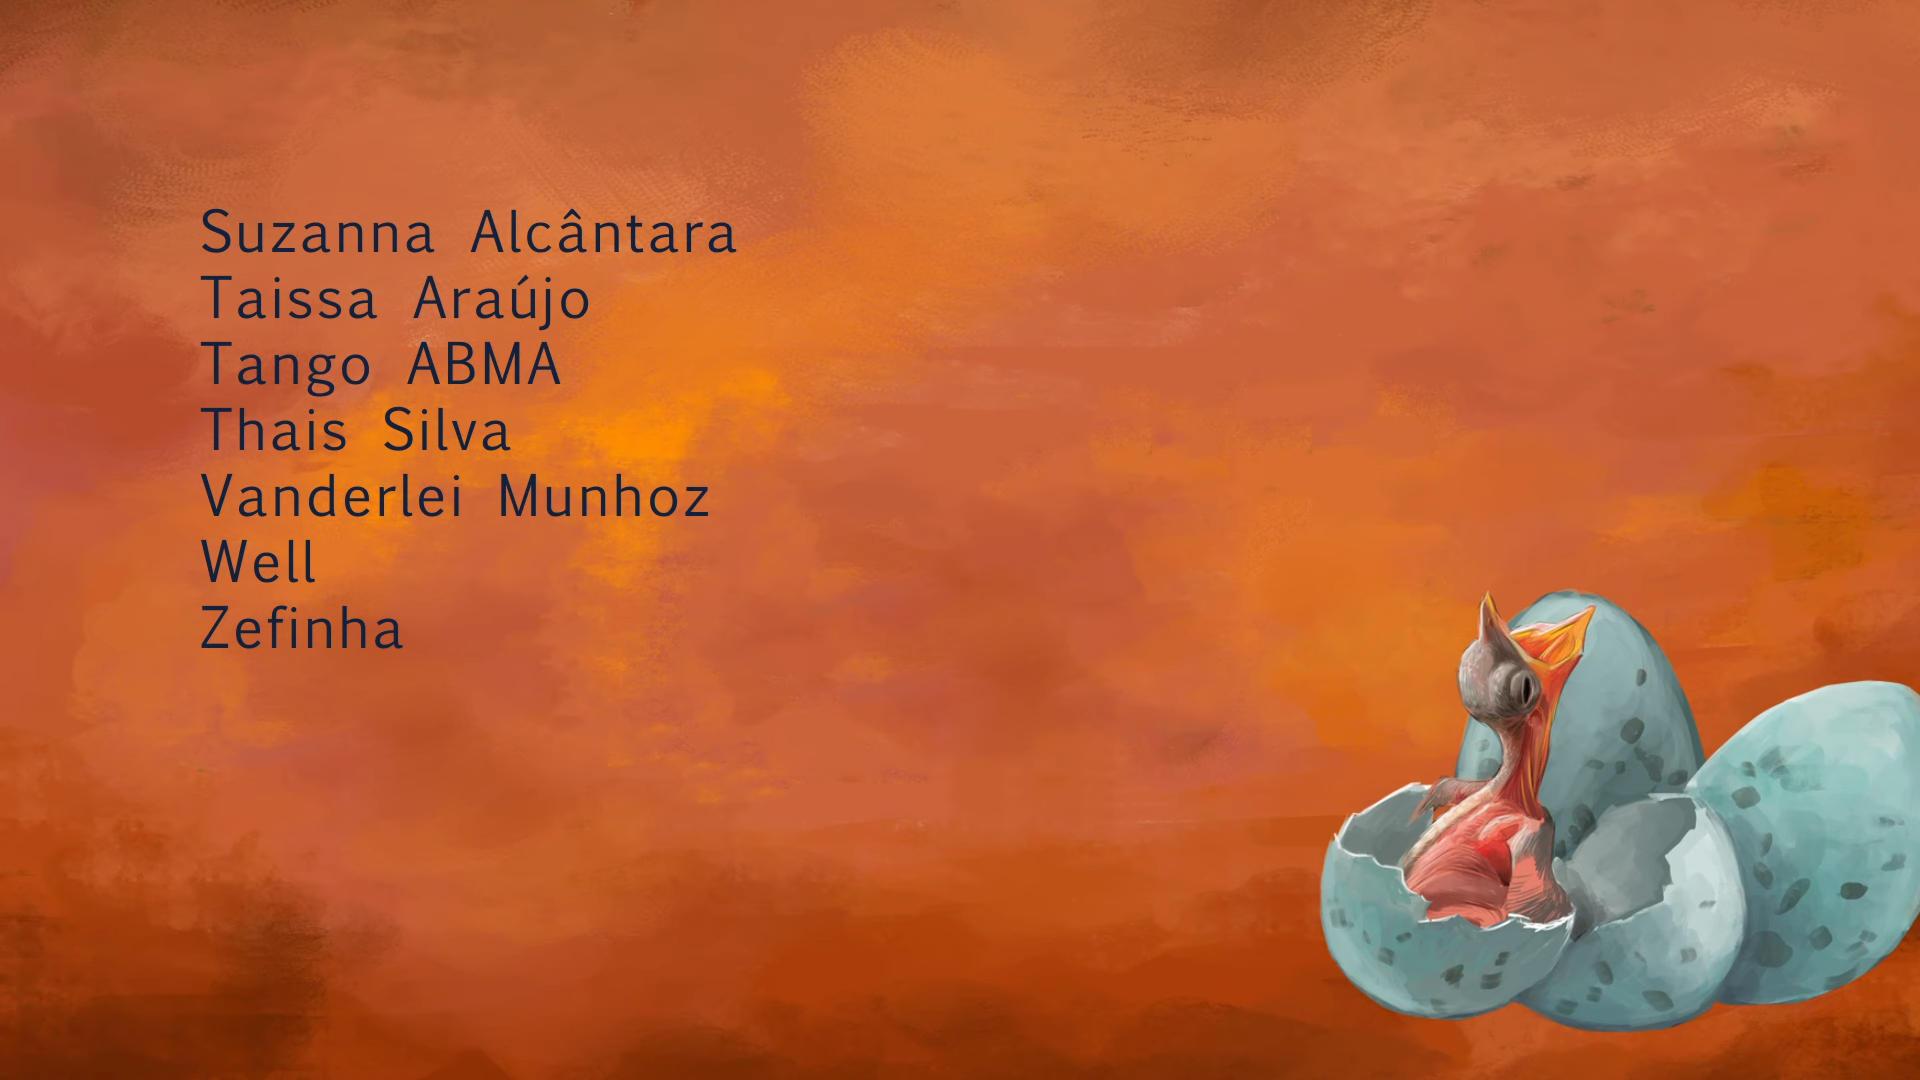 Suzanna Alcântara
Taissa Araújo
Tango ABMA
Thais Silva
Vanderlei Munhoz
Well
Zefinha